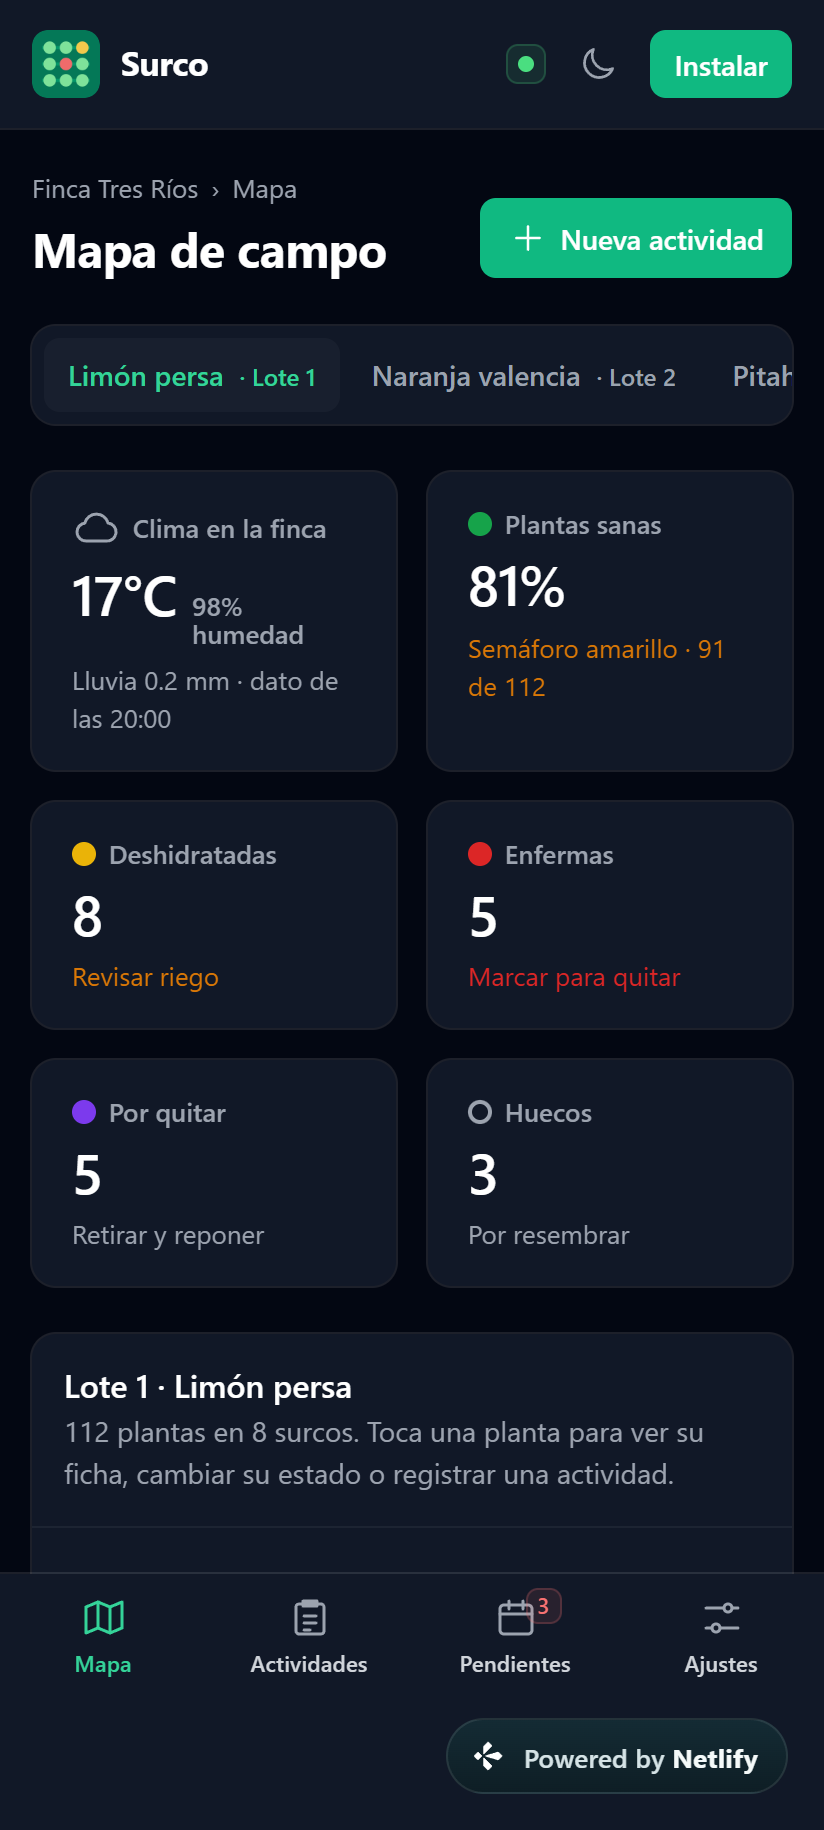 Surco
Instalar
Finca Tres Ríos › Mapa
Mapa de campo
Nueva actividad
Limón persa · Lote 1
Naranja valencia · Lote 2
Pitah
Clima en la finca
17°C 98%
humedad
Lluvia 0.2 mm · dato de
las 20:00
Plantas sanas
81%
Semáforo amarillo · 91
de 112
Deshidratadas
8
Revisar riego
Enfermas
5
Marcar para quitar
Por quitar
5
Retirar y reponer
Huecos
3
Por resembrar
Lote 1 · Limón persa
112 plantas en 8 surcos. Toca una planta para ver su
ficha, cambiar su estado o registrar una actividad.
Mapa
Actividades
3
Pendientes
Ajustes
Powered by Netlify